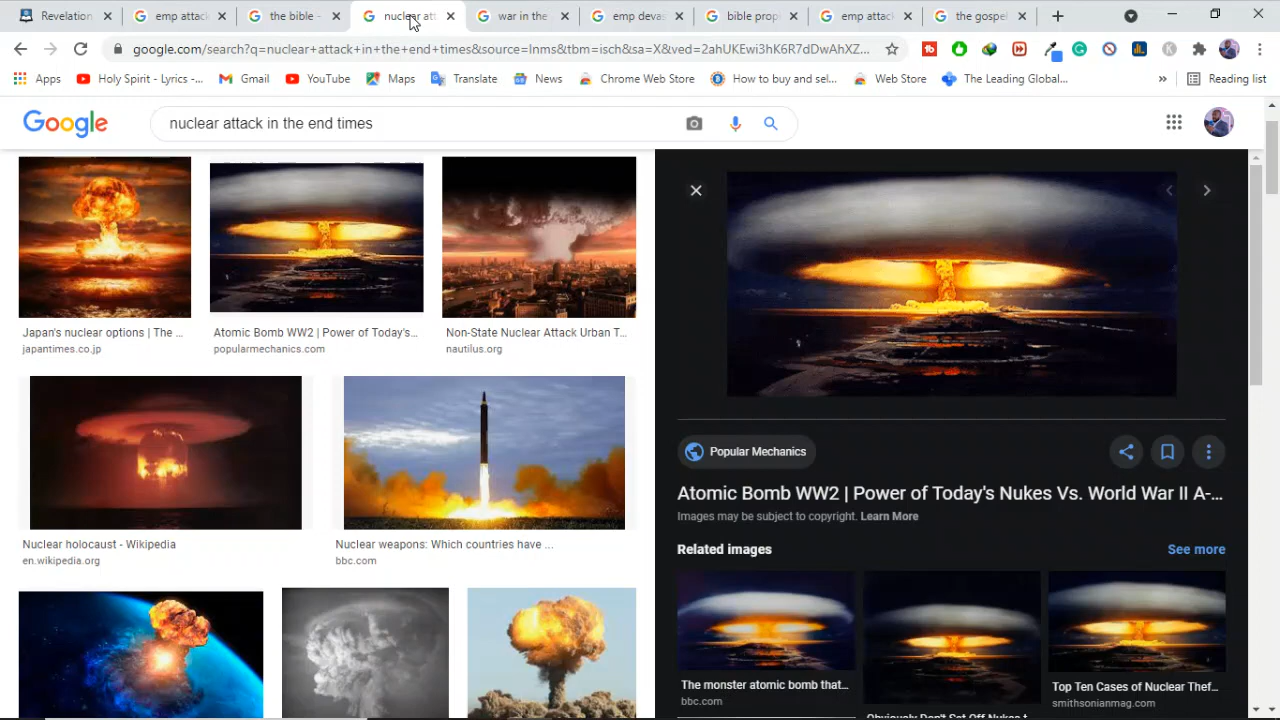 Revelation
emp attack
the bible -
nuclear att
war in the
emp devas
bible prop
emp attack
the gospel
google.com/search?q=nuclear+attack+in+the+end+times&source=lnms&tbm=isch&sa=X&ved=2ahUKEwi3hK6R7dDwAhXZ...
Apps
Holy Spirit - Lyrics -...
Gmail
YouTube
Maps
Translate
News
Chrome Web Store
How to buy and sel...
Web Store
The Leading Global...
»
Reading list
Google
nuclear attack in the end times
Japan's nuclear options | The ...
japantimes.co.jp
Atomic Bomb WW2 | Power of Today's...
popularmechanics.com
Non-State Nuclear Attack Urban T...
nautilus.org
Nuclear holocaust - Wikipedia
en.wikipedia.org
Nuclear weapons: Which countries have ...
bbc.com
Popular Mechanics
Atomic Bomb WW2 | Power of Today's Nukes Vs. World War II A-...
Images may be subject to copyright. Learn More
Related images
See more
The monster atomic bomb that...
bbc.com
Obviously Don't Set Off Nukes t
Top Ten Cases of Nuclear Thef...
smithsonianmag.com